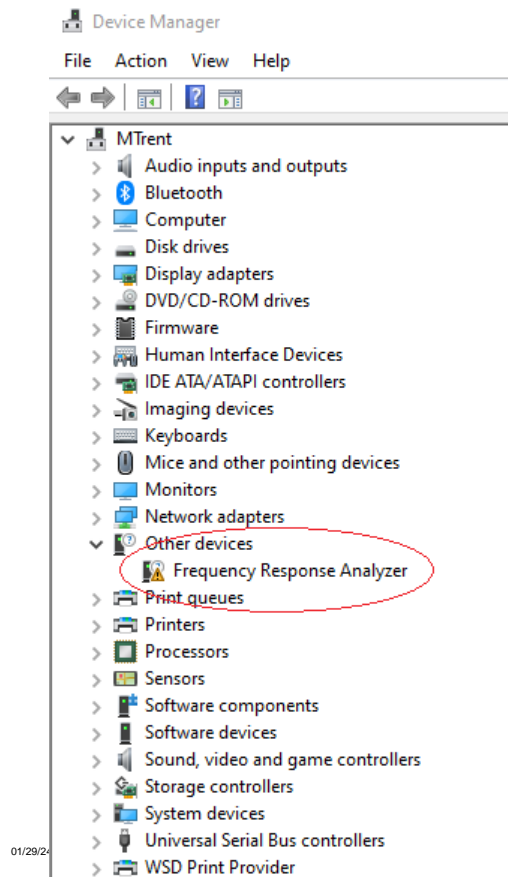 Device Manager
File Action View Help
MTrent
Audio inputs and outputs
Bluetooth
Computer
Disk drives
Display adapters
DVD/CD-ROM drives
Firmware
Human Interface Devices
IDE ATA/ATAPI controllers
Imaging devices
Keyboards
Mice and other pointing devices
Monitors
Network adapters
Other devices
Frequency Response Analyzer
Print queues
Printers
Processors
Sensors
Software components
Software devices
Sound, video and game controllers
Storage controllers
System devices
Universal Serial Bus controllers
01/29/24
WSD Print Provider